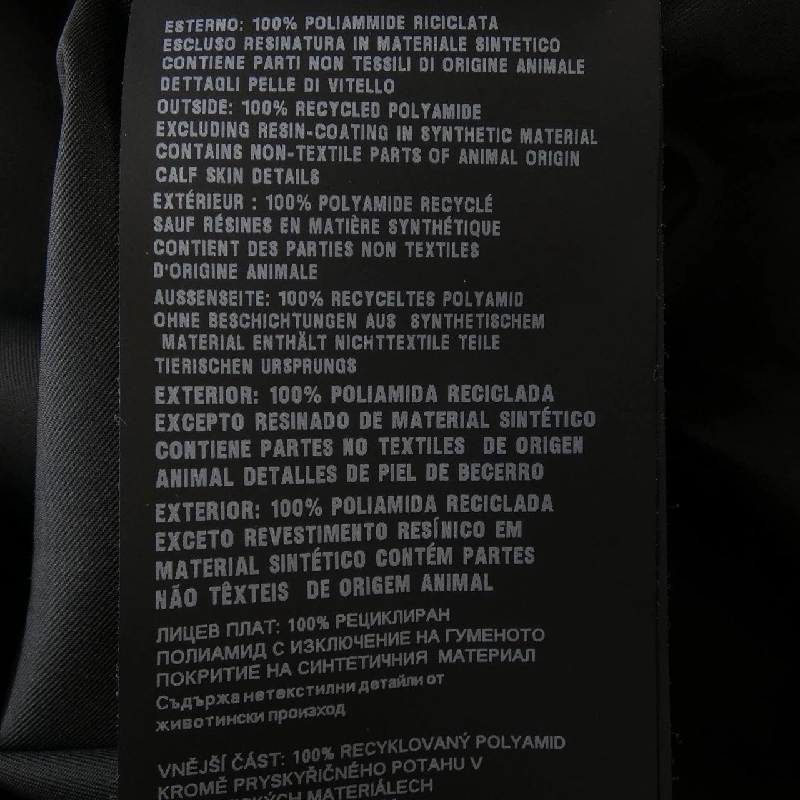 ESTERNO: 100% POLIAMMIDE RICICLATA
ESCLUSO RESINATURA IN MATERIALE SINTETICO
CONTIENE PARTI NON TESSILI DI ORIGINE ANIMALE
DETTAGLI PELLE DI VITELLO
OUTSIDE: 100% RECYCLED POLYAMIDE
EXCLUDING RESIN-COATING IN SYNTHETIC MATERIAL
CONTAINS NON-TEXTILE PARTS OF ANIMAL ORIGIN
CALF SKIN DETAILS
EXTÉRIEUR : 100% POLYAMIDE RECYCLÉ
SAUF RÉSINES EN MATIÈRE SYNTHÉTIQUE
CONTIENT DES PARTIES NON TEXTILES
D'ORIGINE ANIMALE
AUSSENSEITE: 100% RECYCELTES POLYAMID
OHNE BESCHICHTUNGEN AUS SYNTHETISCHEM
MATERIAL ENTHÄLT NICHTTEXTILE TEILE
TIERISCHEN URSPRUNGS
EXTERIOR: 100% POLIAMIDA RECICLADA
EXCEPTO RESINADO DE MATERIAL SINTÉTICO
CONTIENE PARTES NO TEXTILES DE ORIGEN
ANIMAL DETALLES DE PIEL DE BECERRO
EXTERIOR: 100% POLIAMIDA RECICLADA
EXCETO REVESTIMENTO RESÍNICO EM
MATERIAL SINTÉTICO CONTÉM PARTES
NÃO TÊXTEIS DE ORIGEM ANIMAL
ЛИЦЕВ ПЛАТ: 100% РЕЦИКЛИРАН
ПОЛИАМИД С ИЗКЛЮЧЕНИЕ НА ГУМЕНОТО
ПОКРИТИЕ НА СИНТЕТИЧНИЯ МАТЕРИАЛ
Съдържа нетекстилни детайли от
животински произход
VNĚJŠÍ ČÁST: 100% RECYKLOVANÝ POLYAMID
KROMĚ PRYSKYŘIČNÉHO POTAHU V
MATERIÁLECH